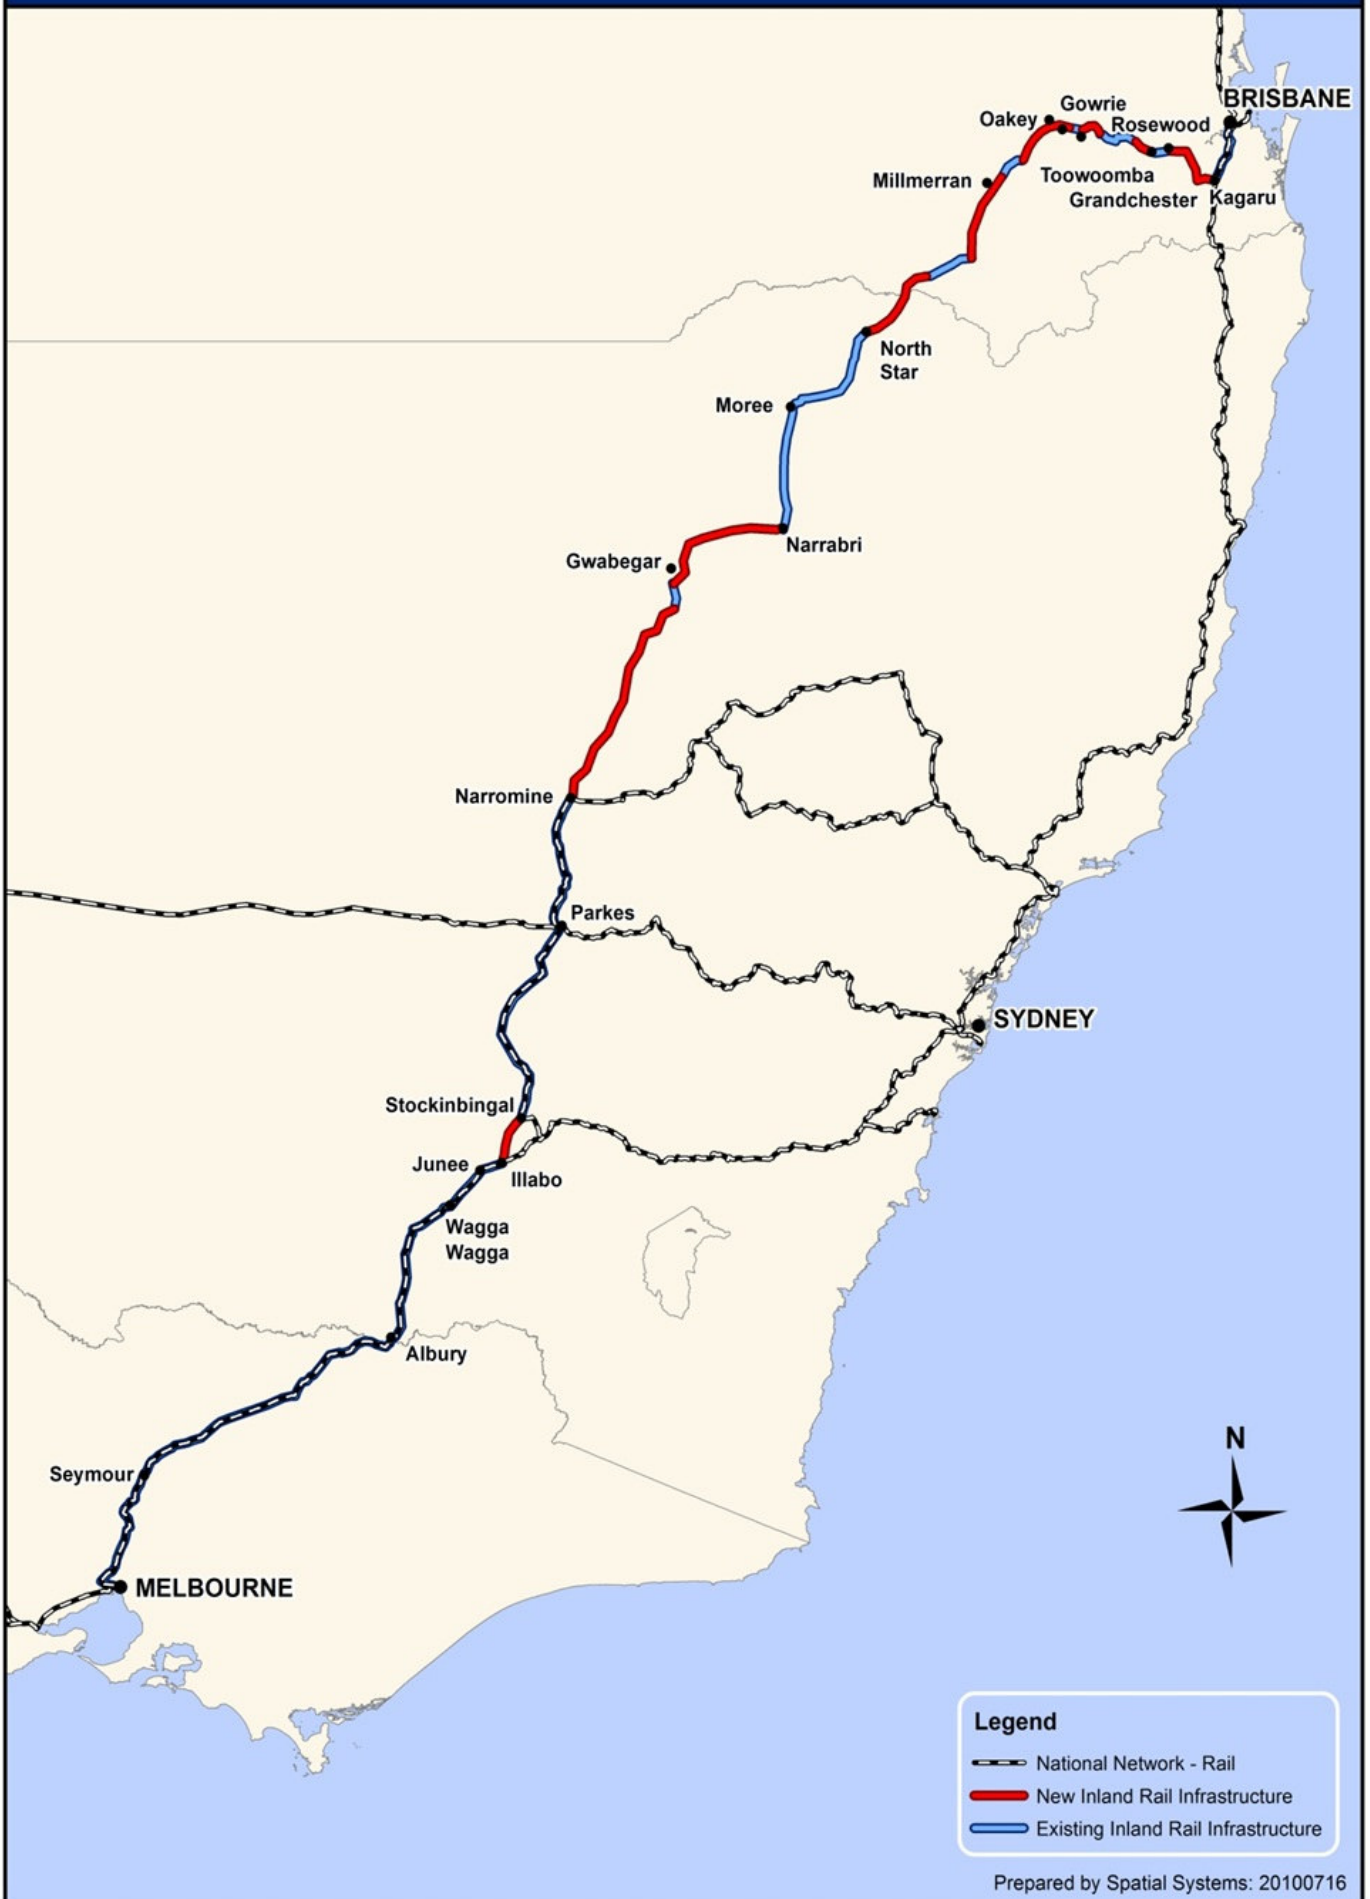 BRISBANE
Gowrie
Oakey
Rosewood
Millmerran
Toowoomba
Grandchester
Kagaru
North
Star
Moree
Narrabri
Gwabegar
Narromine
Parkes
SYDNEY
Stockinbingal
Junee
Illabo
Wagga
Wagga
Albury
N
Seymour
MELBOURNE
Legend
National Network - Rail
New Inland Rail Infrastructure
Existing Inland Rail Infrastructure
Prepared by Spatial Systems: 20100716